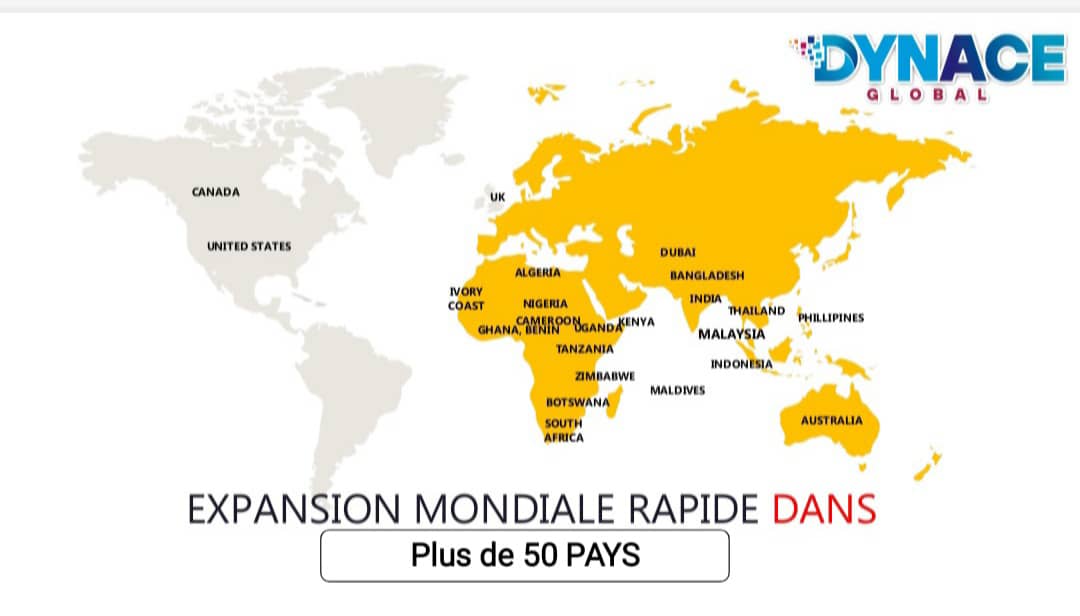 DYNACE
GLOBAL
CANADA
UK
UNITED STATES
DUBAI
ALGERIA
BANGLADESH
IVORY
COAST
INDIA
NIGERIA
THAILAND
PHILLIPINES
CAMEROON
KENYA
GHANA, BENIN
UGANDA
MALAYSIA
TANZANIA
INDONESIA
ZIMBABWE
MALDIVES
BOTSWANA
AUSTRALIA
SOUTH
AFRICA
EXPANSION MONDIALE RAPIDE DANS
Plus de 50 PAYS